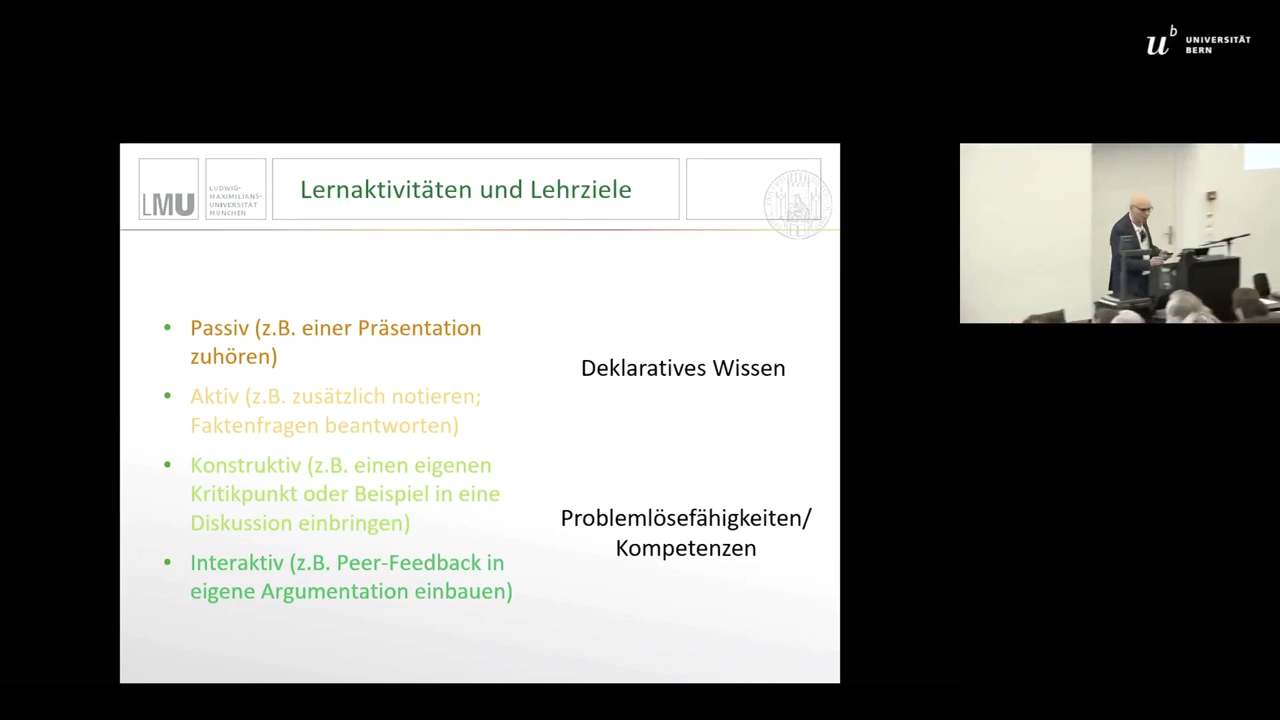 u
b
UNIVERSITÄT
BERN
LMU
LUDWIG-
MAXIMILIANS-
UNIVERSITÄT
MÜNCHEN
Lernaktivitäten und Lehrziele
• Passiv (z.B. einer Präsentation
zuhören)
• Aktiv (z.B. zusätzlich notieren;
Faktenfragen beantworten)
• Konstruktiv (z.B. einen eigenen
Kritikpunkt oder Beispiel in eine
Diskussion einbringen)
• Interaktiv (z.B. Peer-Feedback in
eigene Argumentation einbauen)
Deklaratives Wissen
Problemlösefähigkeiten/
Kompetenzen